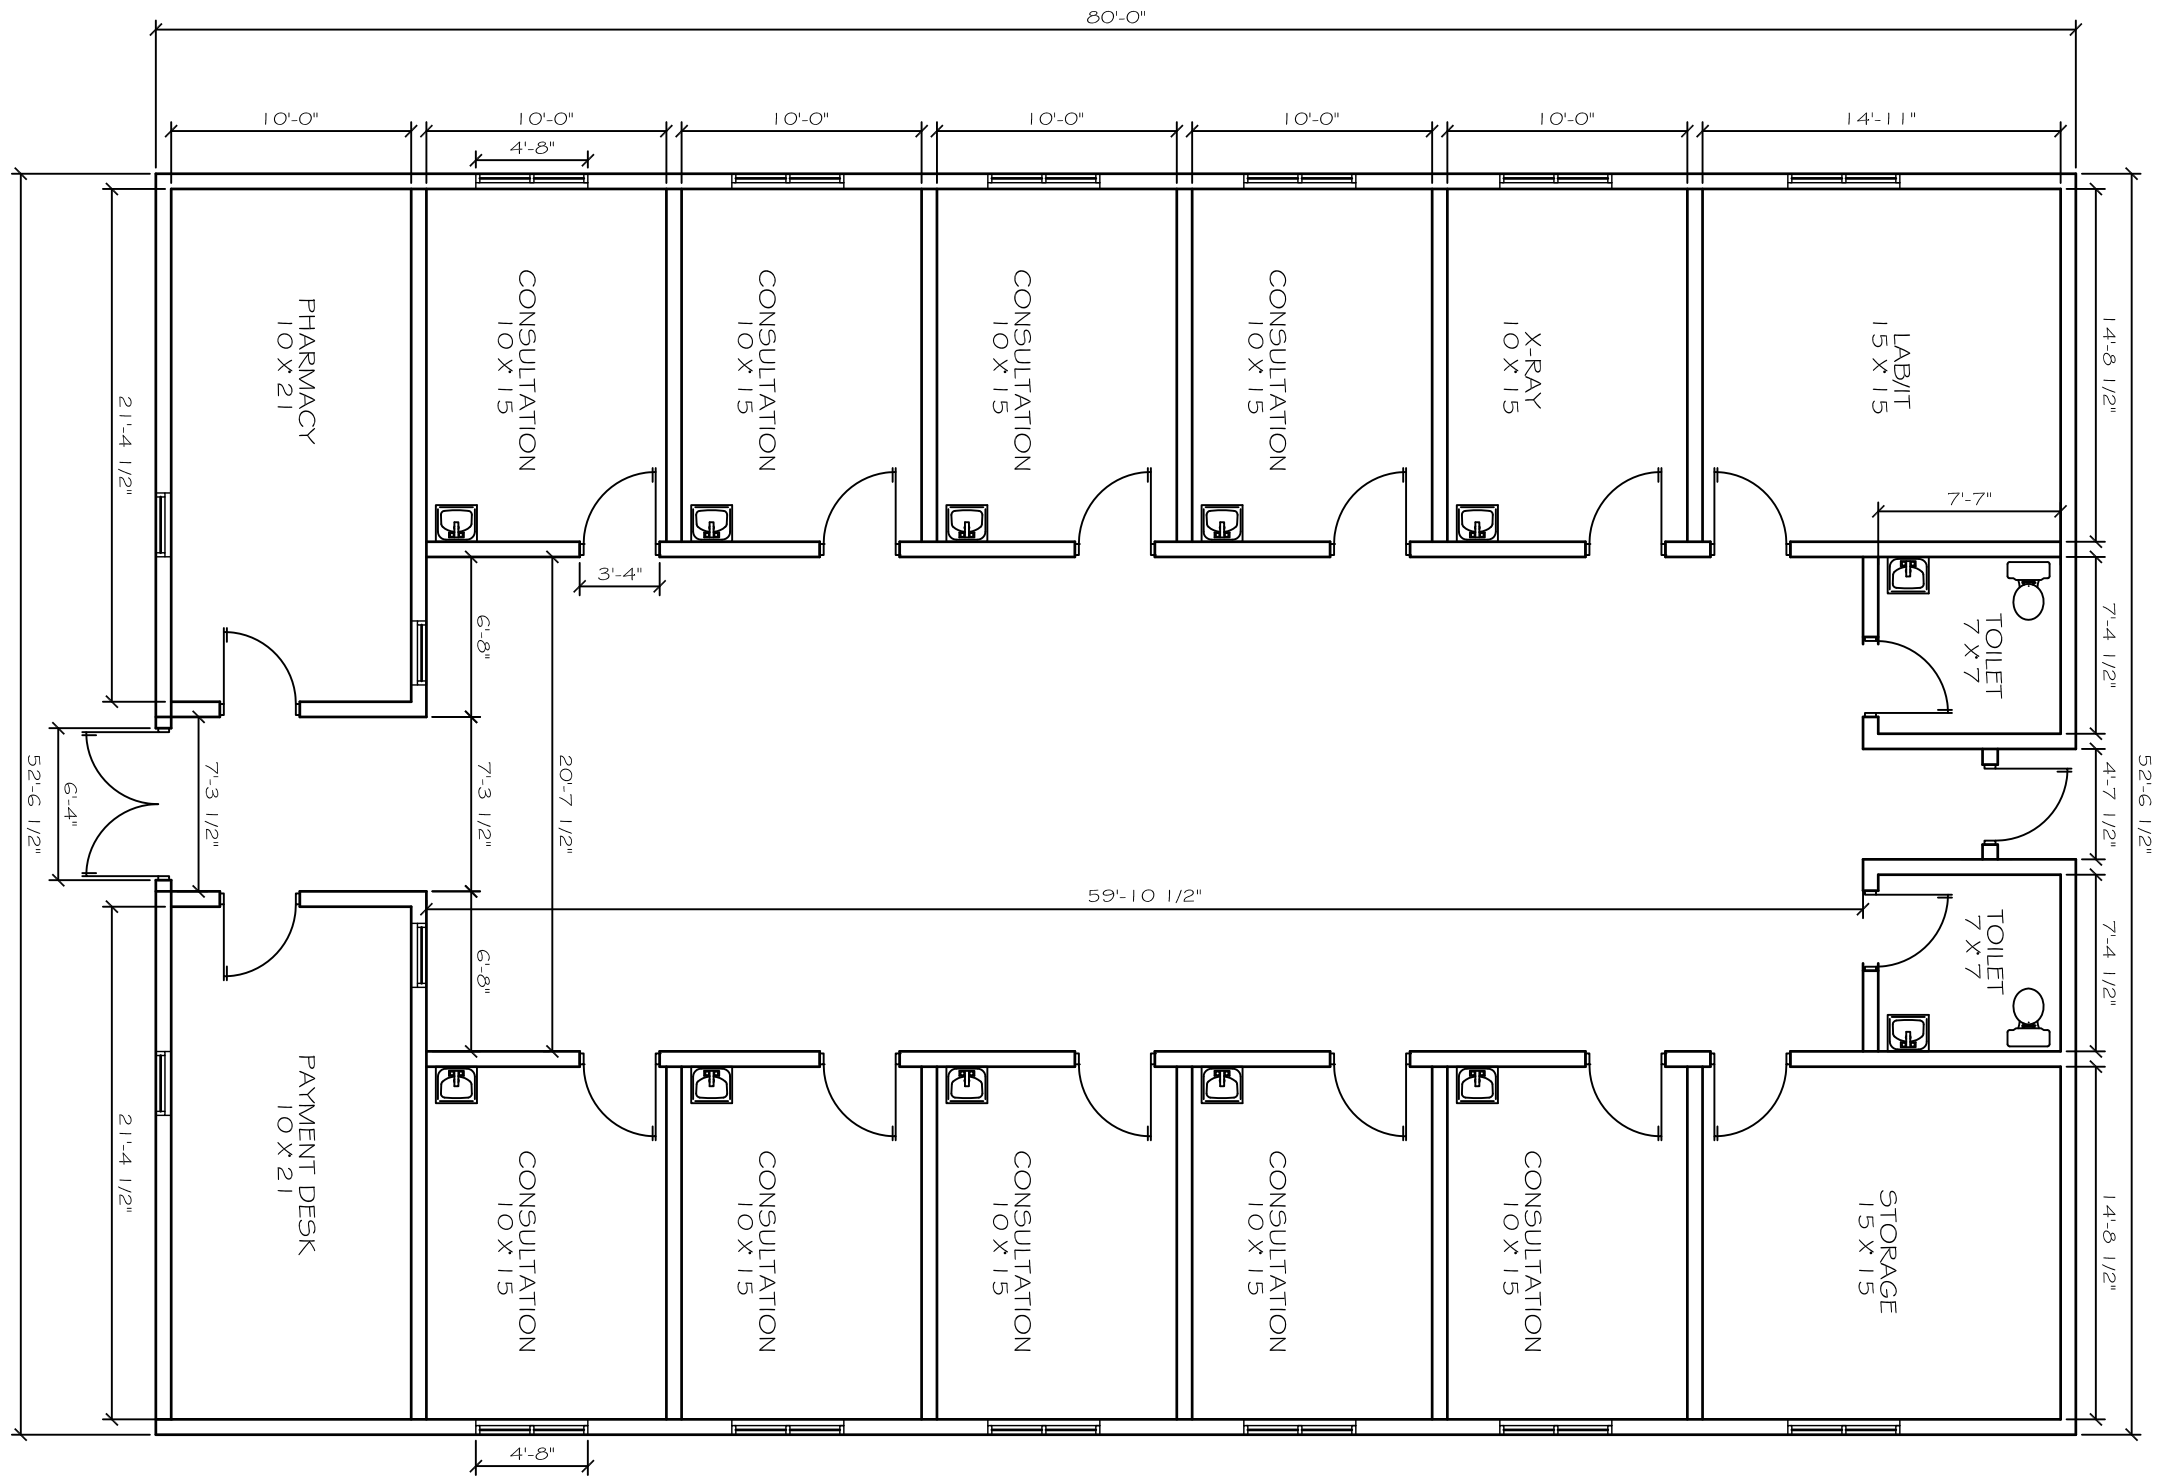 80'-0"
10'-0"
10'-0"
10'-0"
10'-0"
10'-0"
10'-0"
14'-11"
4'-8"
PHARMACY
10 X 21
CONSULTATION
10 X 15
CONSULTATION
10 X 15
CONSULTATION
10 X 15
CONSULTATION
10 X 15
X-RAY
10 X 15
LAB/IT
15 X 15
14'-8 1/2"
21'-4 1/2"
7'-7"
3'-4"
6'-8"
TOILET
7 X 7
7'-4 1/2"
52'-6 1/2"
6'-4"
7'-3 1/2"
7'-3 1/2"
20'-7 1/2"
4'-7 1/2"
52'-6 1/2"
59'-10 1/2"
6'-8"
TOILET
7 X 7
7'-4 1/2"
21'-4 1/2"
PAYMENT DESK
10 X 21
CONSULTATION
10 X 15
CONSULTATION
10 X 15
CONSULTATION
10 X 15
CONSULTATION
10 X 15
CONSULTATION
10 X 15
STORAGE
15 X 15
14'-8 1/2"
4'-8"